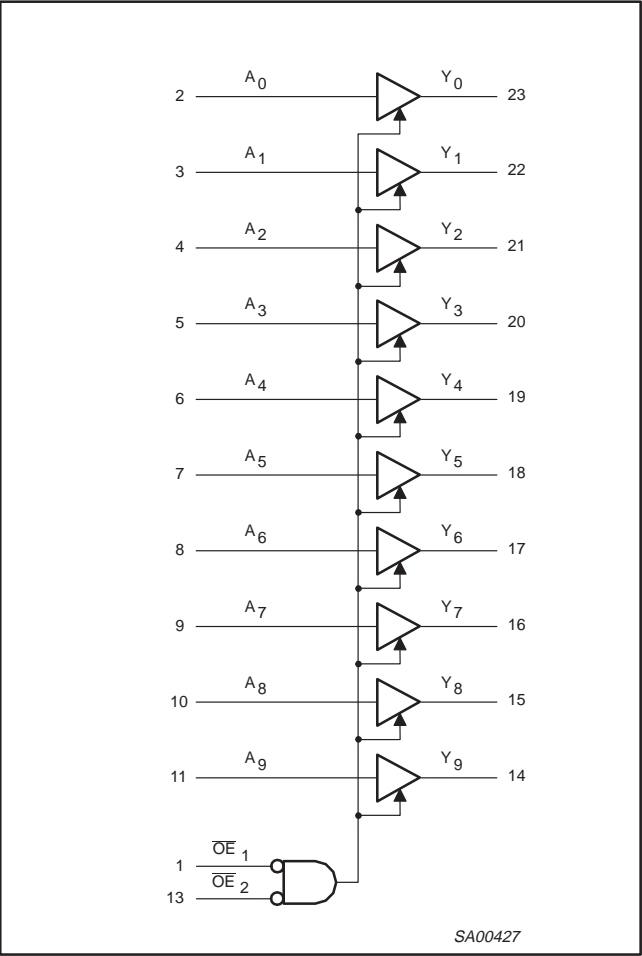 2 A0 Y0 23
3 A1 Y1 22
4 A2 Y2 21
5 A3 Y3 20
6 A4 Y4 19
7 A5 Y5 18
8 A6 Y6 17
9 A7 Y7 16
10 A8 Y8 15
11 A9 Y9 14
1 O̅E̅1
13 O̅E̅2
SA00427